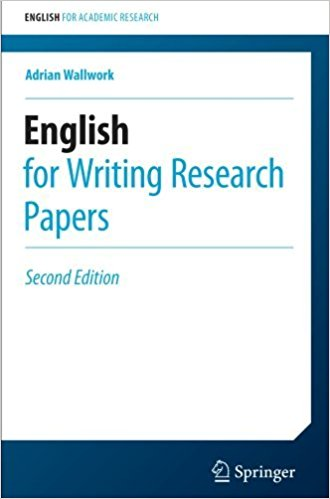 ENGLISH FOR ACADEMIC RESEARCH
Adrian Wallwork
English
for Writing Research
Papers
Second Edition
Springer